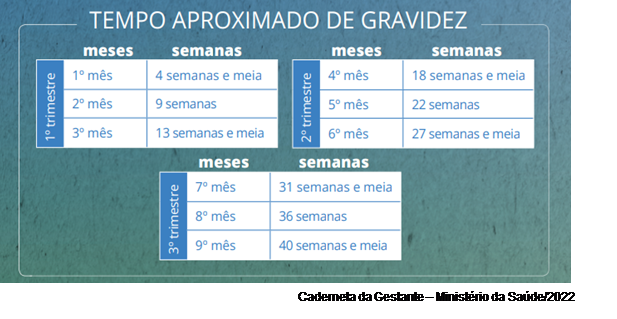 TEMPO APROXIMADO DE GRAVIDEZ
meses semanas
1º trimestre
1º mês 4 semanas e meia
2º mês 9 semanas
3º mês 13 semanas e meia
meses semanas
2º trimestre
4º mês 18 semanas e meia
5º mês 22 semanas
6º mês 27 semanas e meia
meses semanas
3º trimestre
7º mês 31 semanas e meia
8º mês 36 semanas
9º mês 40 semanas e meia
Caderneta da Gestante – Ministério da Saúde/2022